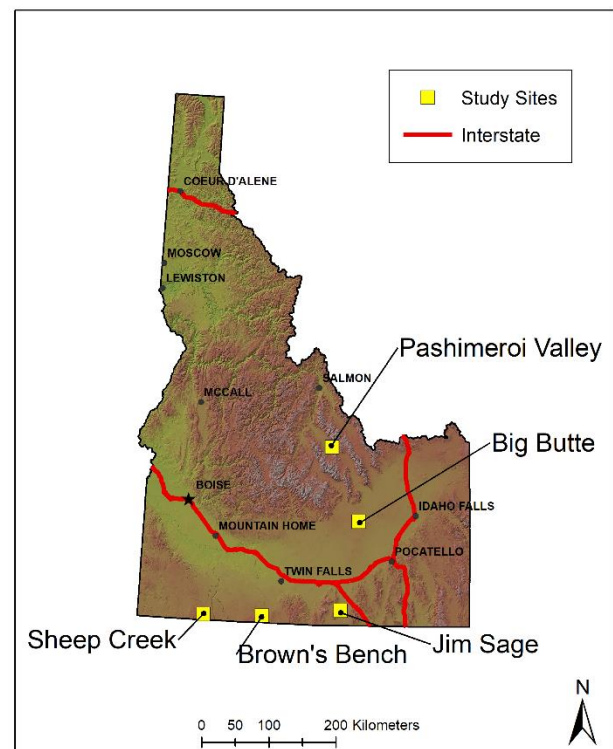 Study Sites
Interstate
COEUR D'ALENE
MOSCOW
LEWISTON
Pashimeroi Valley
SALMON
MCCALL
Big Butte
BOISE
IDAHO FALLS
MOUNTAIN HOME
POCATELLO
TWIN FALLS
Sheep Creek
Brown's Bench
Jim Sage
N
0 50 100 200 Kilometers